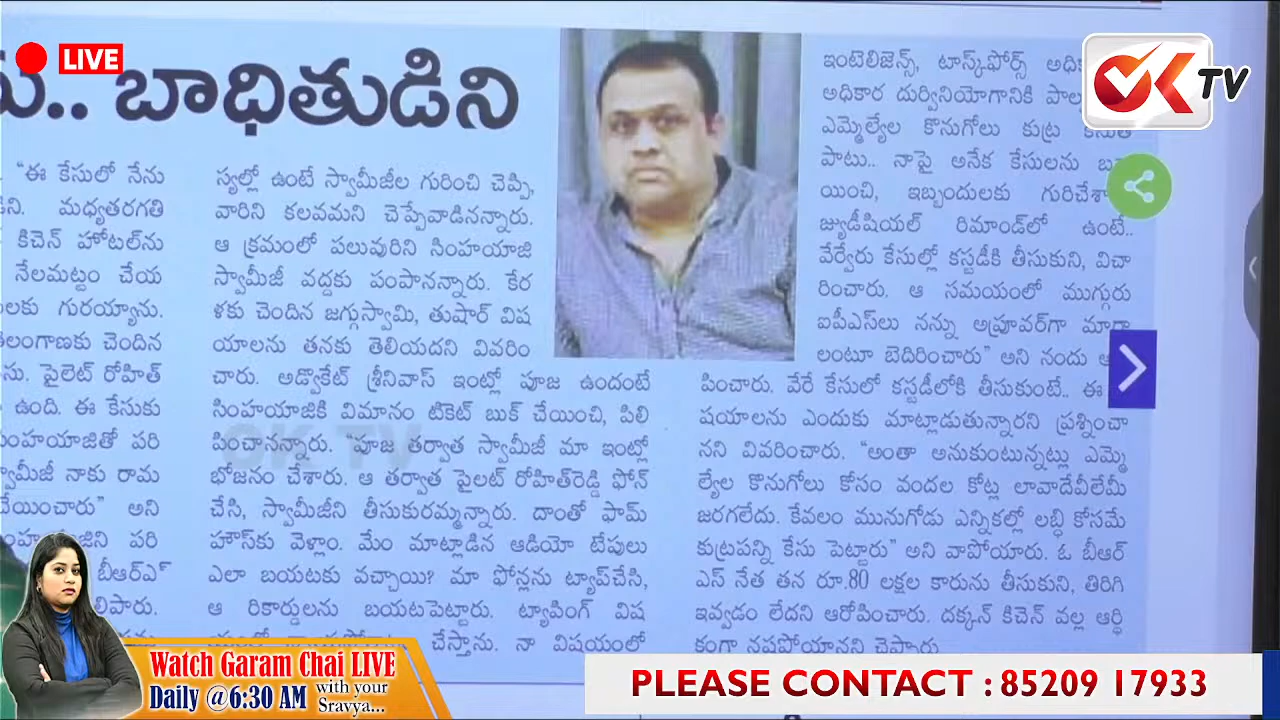 LIVE
OK TV
బాధితుడిని
“ఈ కేసులో నేను
మధ్యతరగతి
కిచెన్ హోటల్‌ను
నేలమట్టం చేయ
గురయ్యాను.
చెందిన
పైలెట్ రోహిత్
ఉంది. ఈ కేసుకు
పరి
నాకు రామ
అని
పరి
స్యల్లో ఉంటే స్వామీజీల గురించి చెప్పి,
వారిని కలవమని చెప్పేవాడినన్నారు.
ఆ క్రమంలో పలువురిని సింహయాజి
స్వామీజీ వద్దకు పంపానన్నారు. కేర
ళకు చెందిన జగ్గుస్వామి, తుషార్ విష
యాలను తనకు తెలియదని వివరిం
చారు. అడ్వొకేట్ శ్రీనివాస్ ఇంట్లో పూజ ఉందంటే
సింహయాజికి విమానం టికెట్ బుక్ చేయించి, పిలి
పించానన్నారు. “పూజ తర్వాత స్వామీజీ మా ఇంట్లో
భోజనం చేశారు. ఆ తర్వాత పైలట్ రోహిత్‌రెడ్డి ఫోన్
చేసి, స్వామీజీని తీసుకురమ్మన్నారు. దాంతో ఫామ్
హౌస్‌కు వెళ్లాం. మేం మాట్లాడిన ఆడియో టేపులు
ఎలా బయటకు వచ్చాయి? మా ఫోన్లను ట్యాప్‌చేసి,
ఆ రికార్డులను బయటపెట్టారు. ట్యాపింగ్ విష
చేస్తాను. నా విషయంలో
ఇంటెలిజెన్స్, టాస్క్‌ఫోర్స్
అధికార దుర్వినియోగానికి
ఎమ్మెల్యేల కొనుగోలు కుట్ర
పాటు.. నాపై అనేక కేసులను
యించి, ఇబ్బందులకు
జ్యుడీషియల్ రిమాండ్‌లో ఉంటే..
వేర్వేరు కేసుల్లో కస్టడీకి తీసుకుని, విచా
రించారు. ఆ సమయంలో ముగ్గురు
ఐపీఎస్‌లు నన్ను అప్రూవర్‌గా
లంటూ బెదిరించారు” అని నందు
పించారు. వేరే కేసులో కస్టడీలోకి తీసుకుంటే.. ఈ
షయాలను ఎందుకు మాట్లాడుతున్నారని ప్రశ్నించా
నని వివరించారు. “అంతా అనుకుంటున్నట్లు ఎమ్మె
ల్యేల కొనుగోలు కోసం వందల కోట్ల లావాదేవీలేమీ
జరగలేదు. కేవలం మునుగోడు ఎన్నికల్లో లబ్ధి కోసమే
కుట్రపన్ని కేసు పెట్టారు” అని వాపోయారు. ఓ బీఆర్
ఎస్ నేత తన రూ.80 లక్షల కారును తీసుకుని, తిరిగి
ఇవ్వడం లేదని ఆరోపించారు. దక్కన్ కిచెన్ వల్ల ఆర్థి
కంగా నష్టపోయానని చెప్పారు.
OK TV
Watch Garam Chai LIVE
Daily @6:30 AM with your
Sravya...
PLEASE CONTACT : 85209 17933